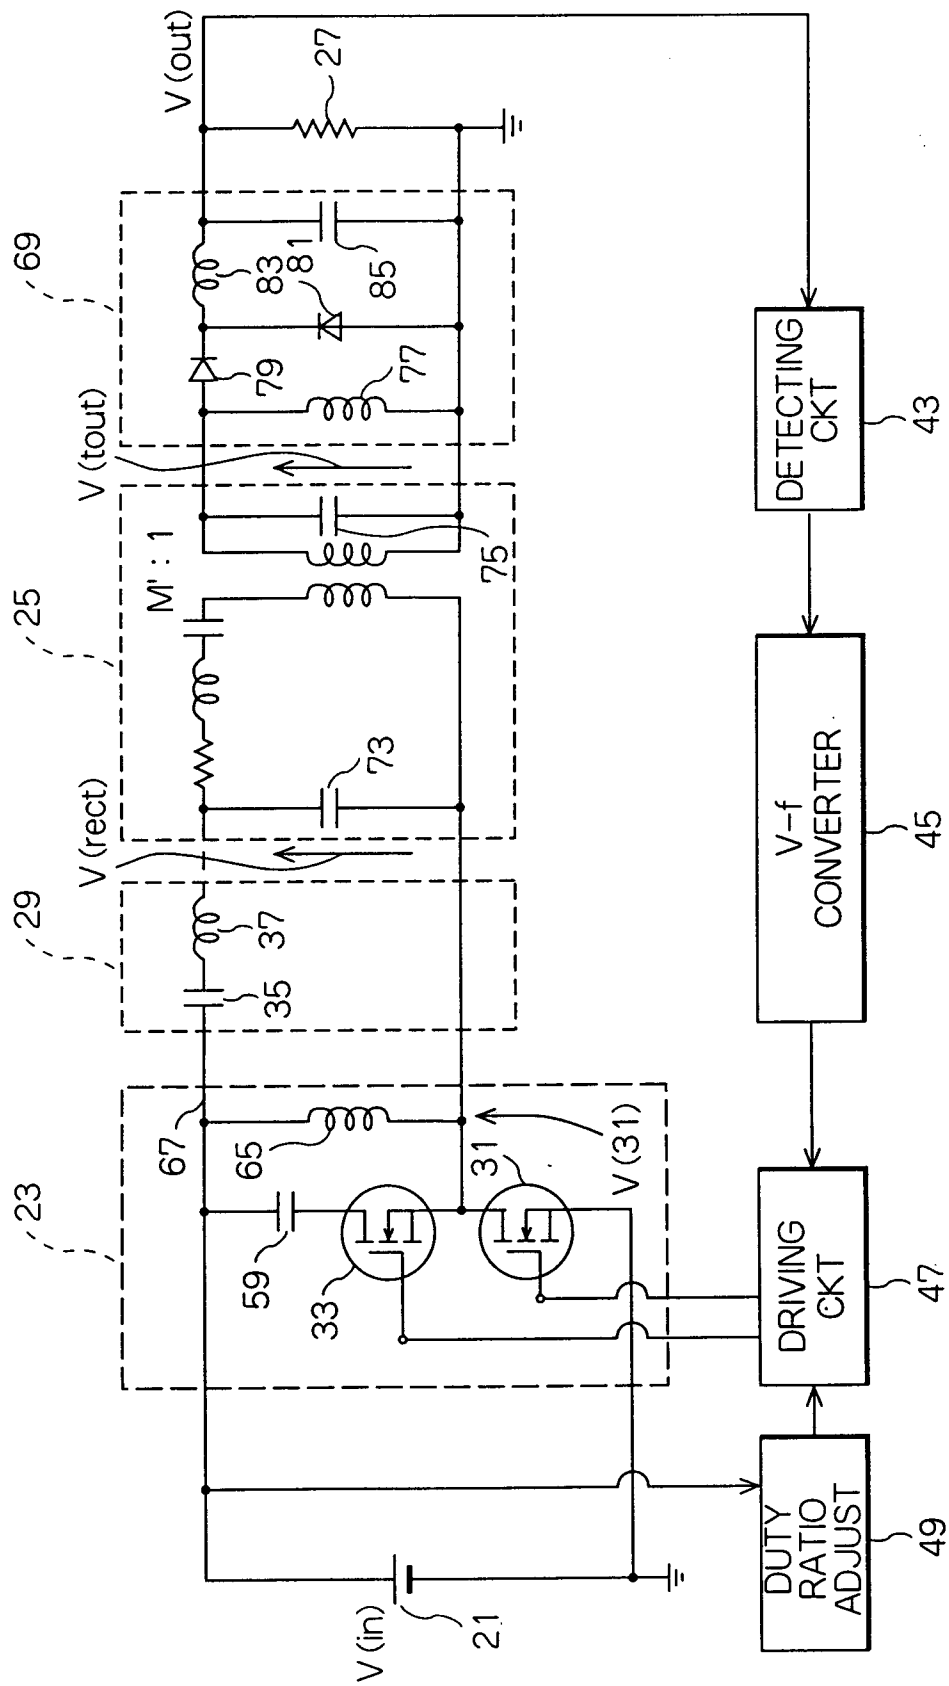 23
29
25
69
V (rect)
V (tout)
V (out)
67
M' : 1
59
65
35
37
73
75
79
77
83
81
85
27
33
31
V (31)
V (in)
21
DUTY
RATIO
ADJUST
49
DRIVING
CKT
47
V-f
CONVERTER
45
DETECTING
CKT
43